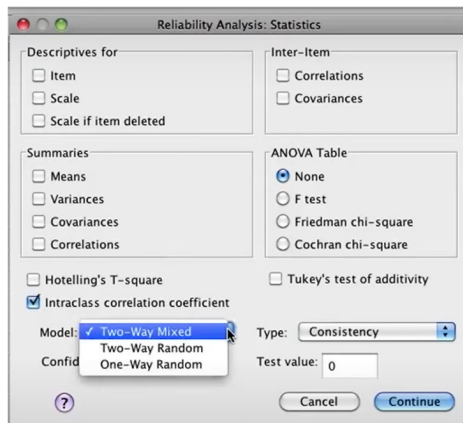 Reliability Analysis: Statistics
Descriptives for
Item
Scale
Scale if item deleted
Inter-Item
Correlations
Covariances
Summaries
Means
Variances
Covariances
Correlations
ANOVA Table
None
F test
Friedman chi-square
Cochran chi-square
Hotelling's T-square
Tukey's test of additivity
Intraclass correlation coefficient
Model: ✓ Two-Way Mixed
Two-Way Random
One-Way Random
Type: Consistency
Confid
Test value: 0
? Cancel Continue